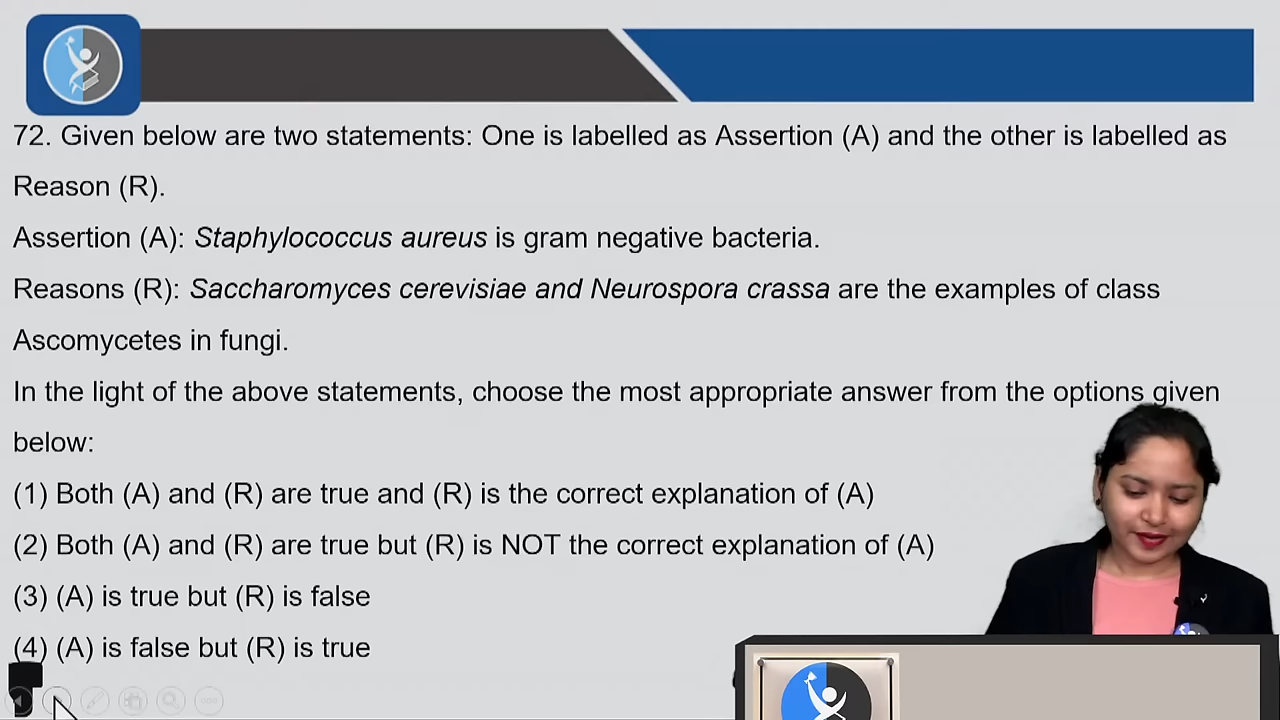 72. Given below are two statements: One is labelled as Assertion (A) and the other is labelled as
Reason (R).
Assertion (A): Staphylococcus aureus is gram negative bacteria.
Reasons (R): Saccharomyces cerevisiae and Neurospora crassa are the examples of class
Ascomycetes in fungi.
In the light of the above statements, choose the most appropriate answer from the options given
below:
(1) Both (A) and (R) are true and (R) is the correct explanation of (A)
(2) Both (A) and (R) are true but (R) is NOT the correct explanation of (A)
(3) (A) is true but (R) is false
(4) (A) is false but (R) is true